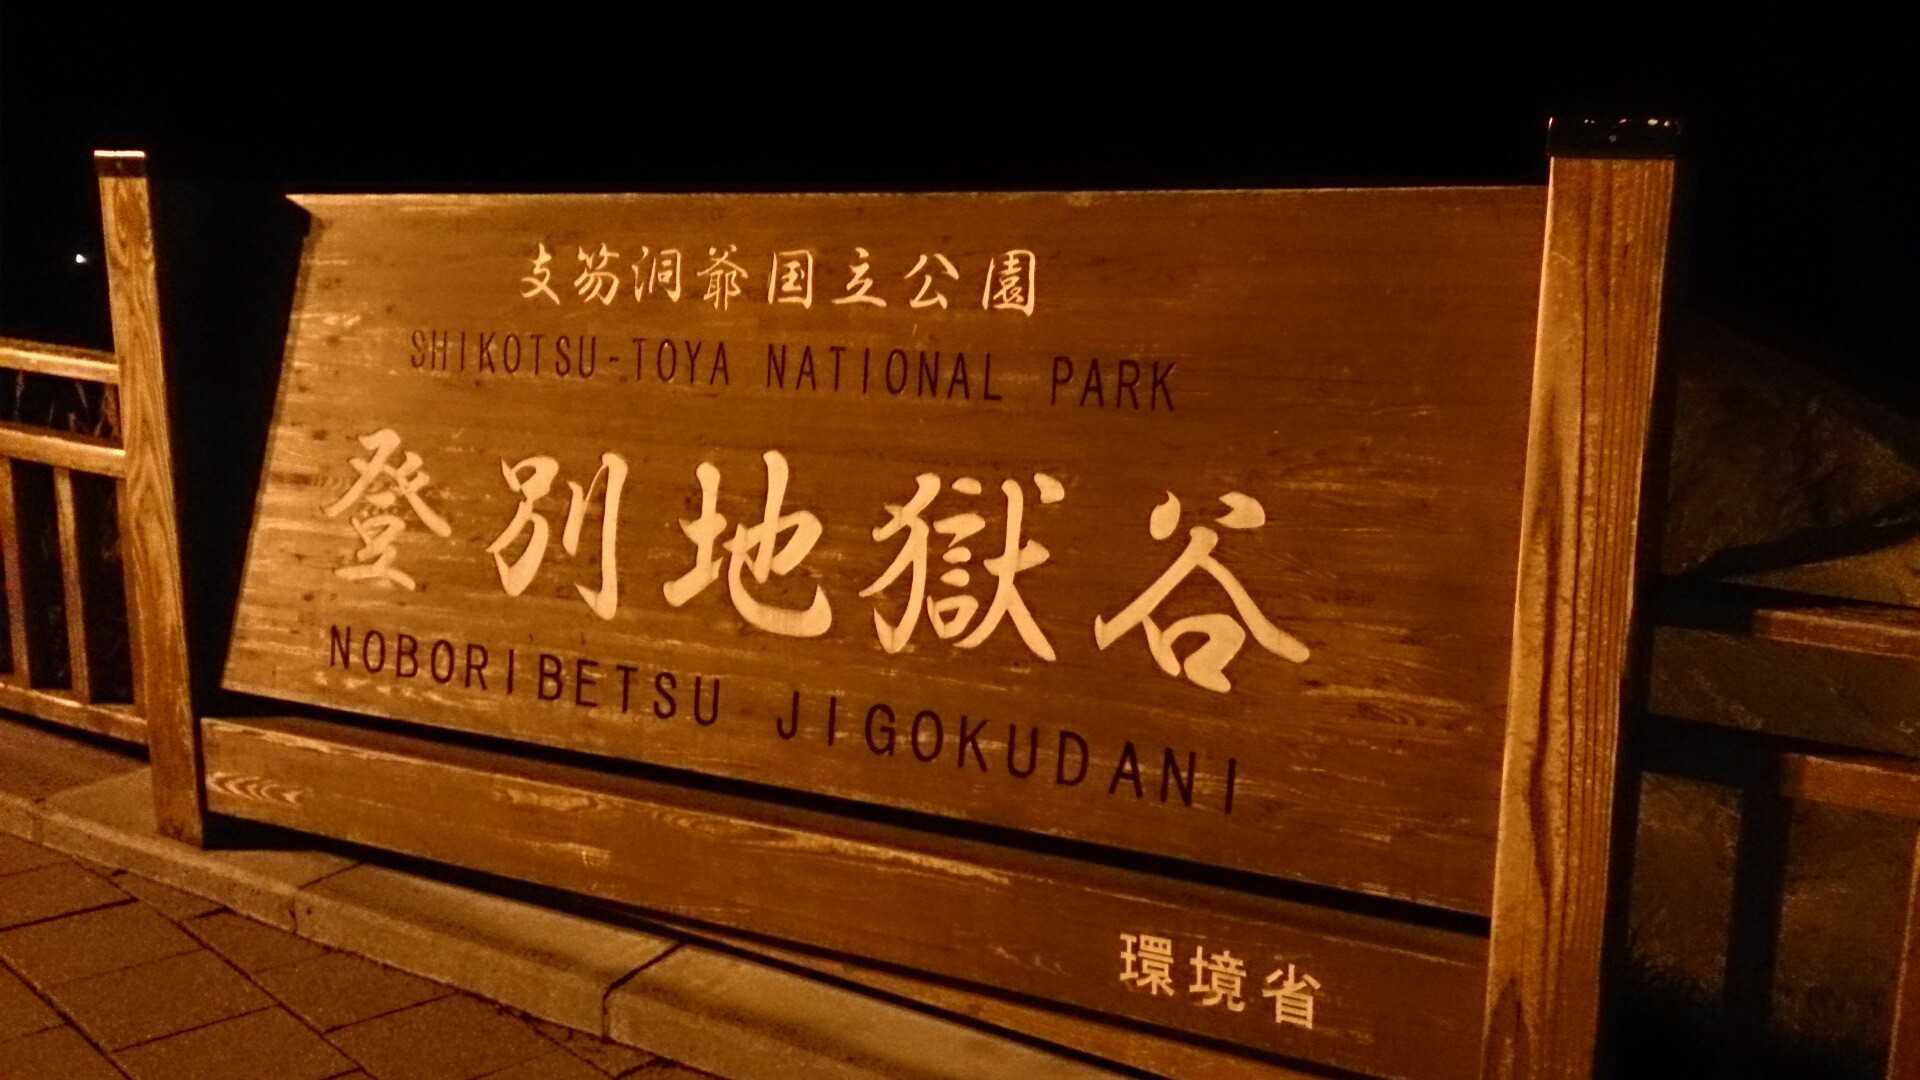 支笏洞爺国立公園
SHIKOTSU-TOYA NATIONAL PARK
登別地獄谷
NOBORIBETSU JIGOKUDANI
環境省